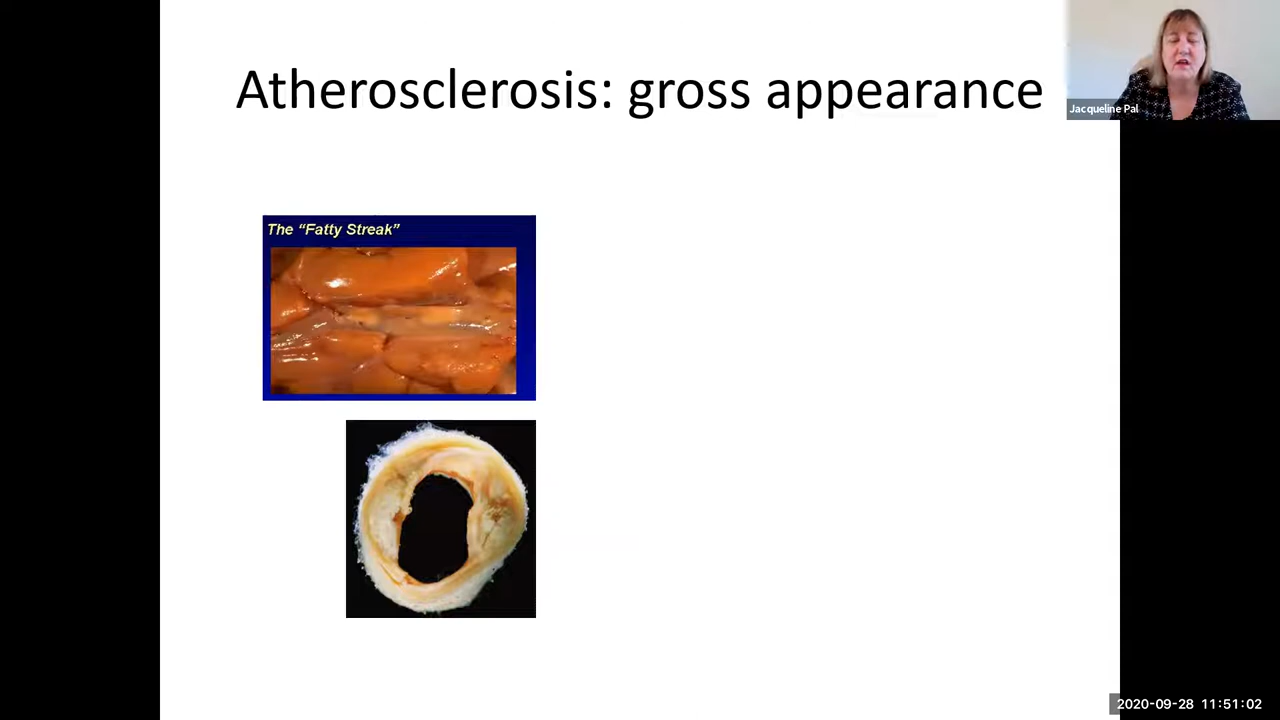 Atherosclerosis: gross appearance
Jacqueline Pal
The “Fatty Streak”
2020-09-28 11:51:02